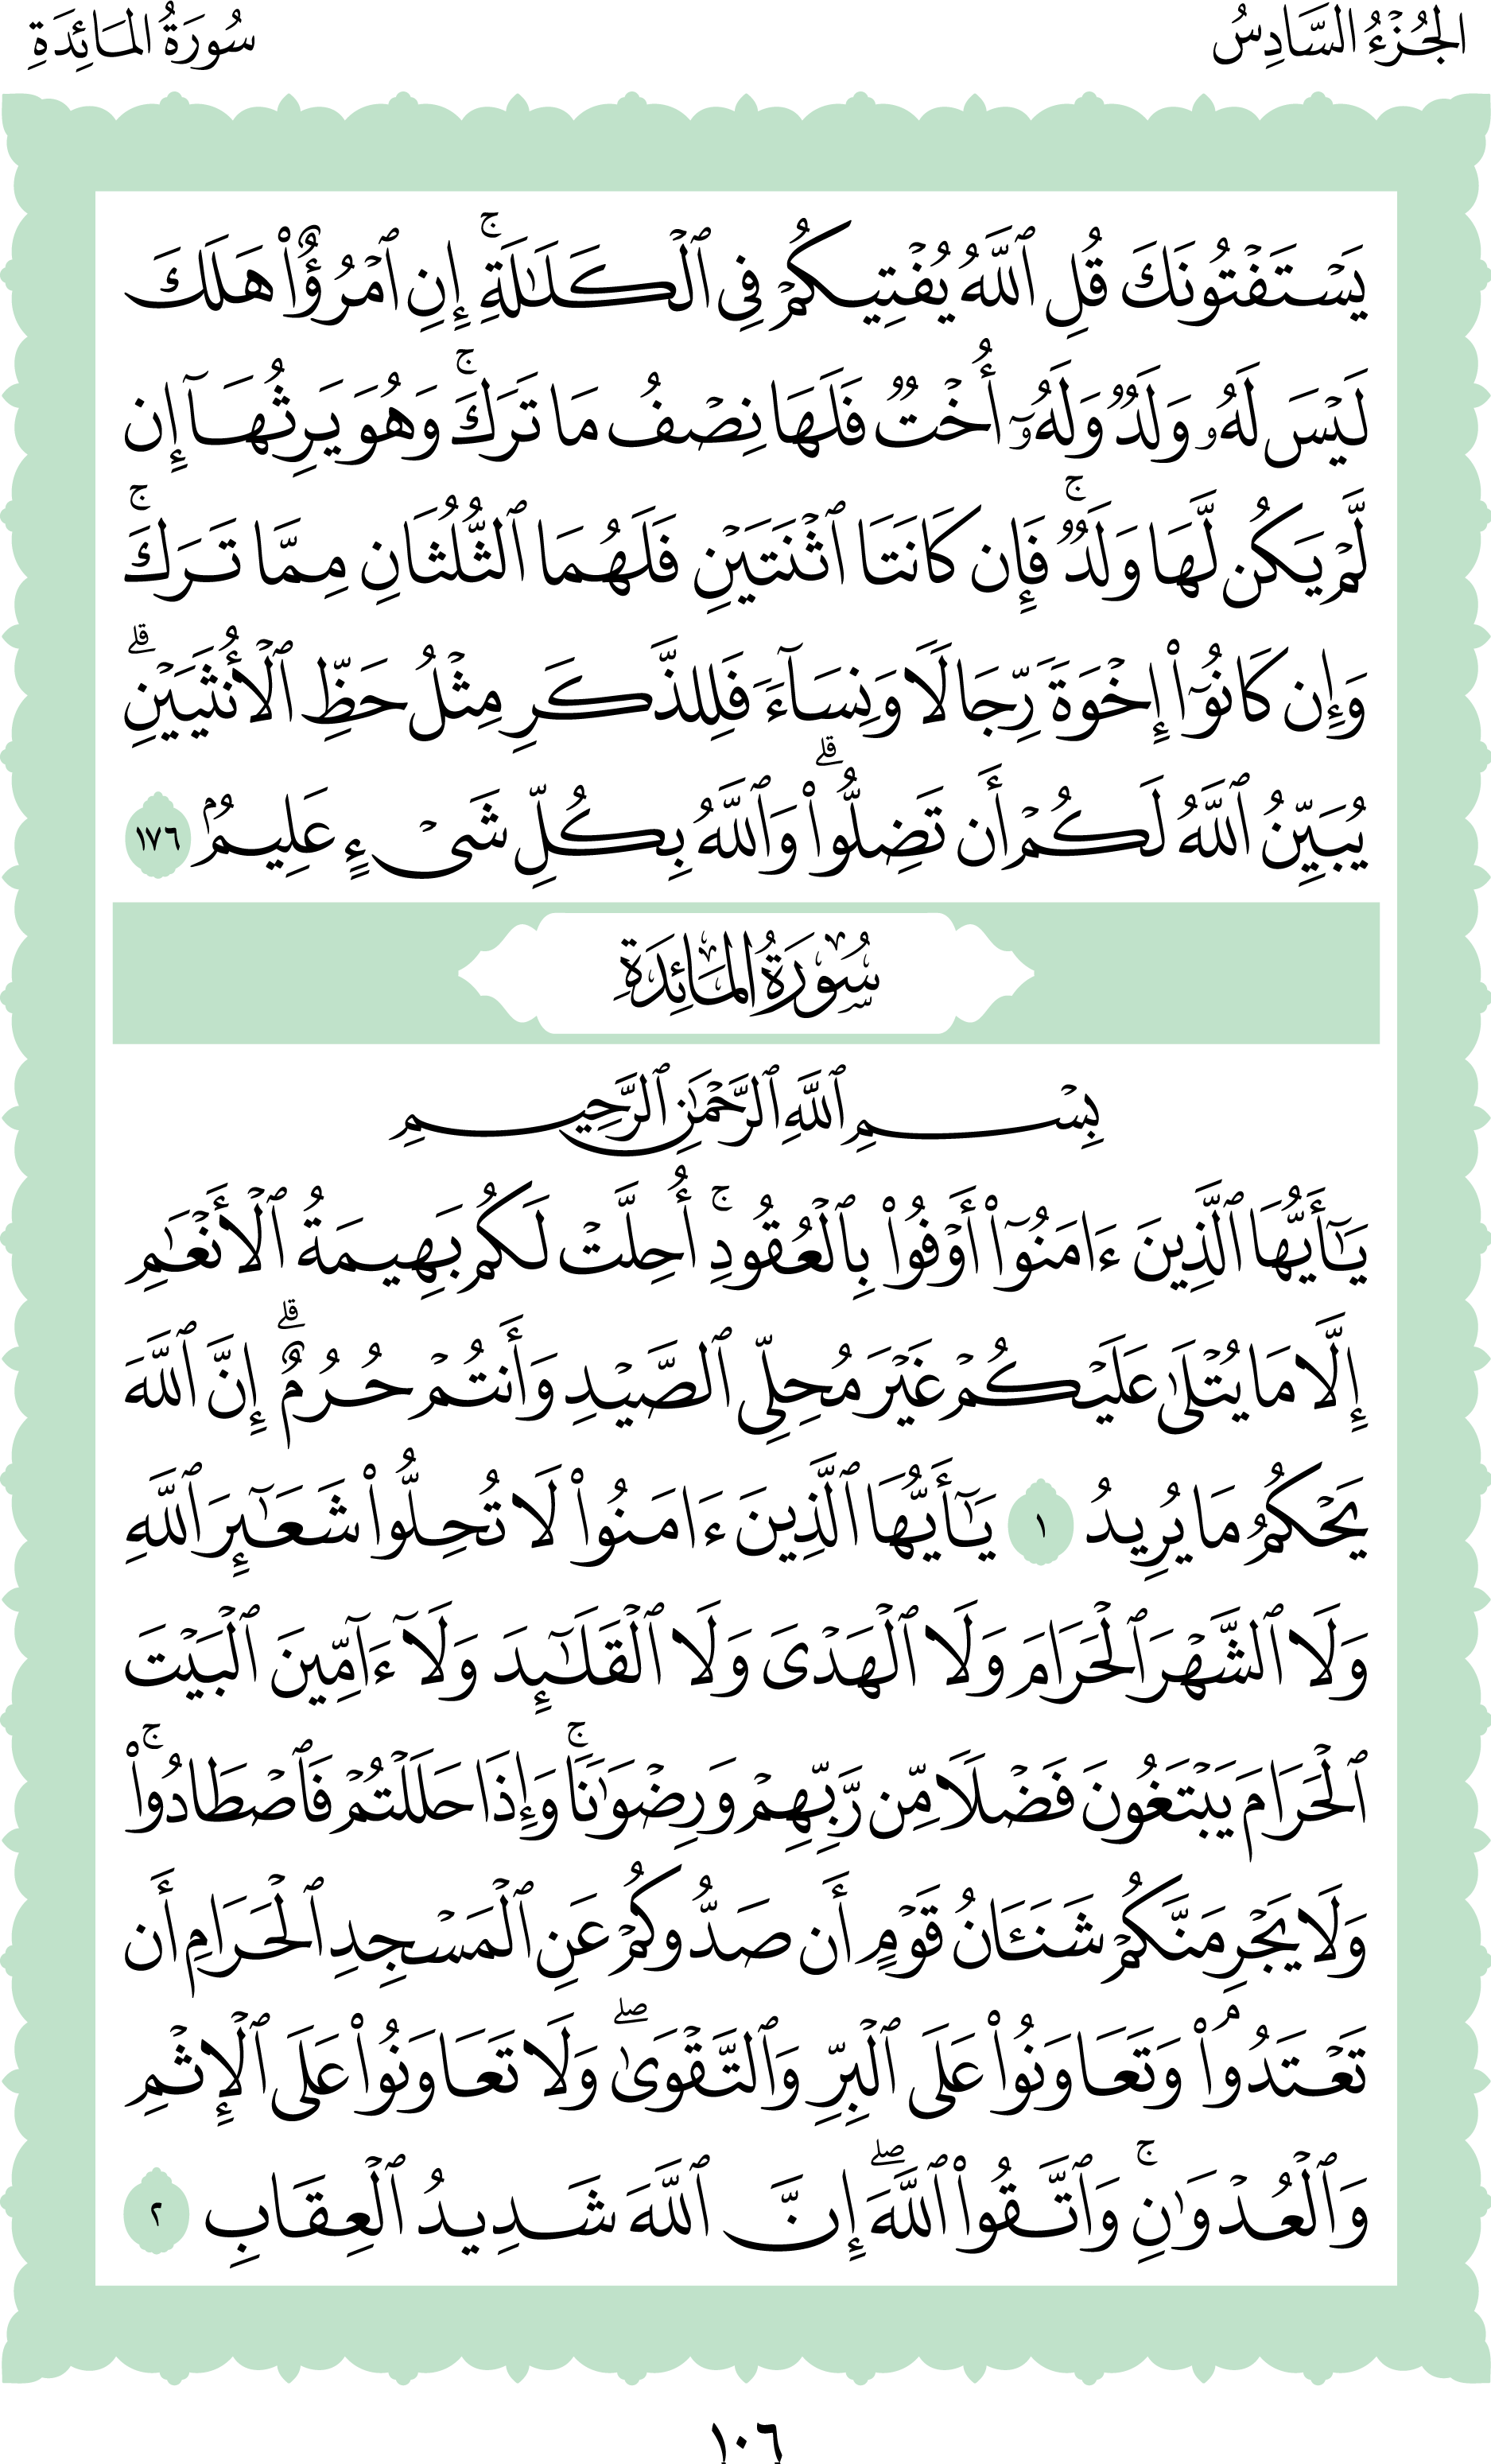 الجُزْءُ السَّادِسُ
سُورَةُ المَائِدَةِ
يَسۡتَفۡتُونَكَ قُلِ ٱللَّهُ يُفۡتِيكُمۡ فِي ٱلۡكَلَٰلَةِۚ إِنِ ٱمۡرُؤٌاْ هَلَكَ
لَيۡسَ لَهُۥ وَلَدٞ وَلَهُۥٓ أُخۡتٞ فَلَهَا نِصۡفُ مَا تَرَكَۚ وَهُوَ يَرِثُهَآ إِن
لَّمۡ يَكُن لَّهَا وَلَدٞۚ فَإِن كَانَتَا ٱثۡنَتَيۡنِ فَلَهُمَا ٱلثُّلُثَانِ مِمَّا تَرَكَۚ
وَإِن كَانُوٓاْ إِخۡوَةٗ رِّجَالٗا وَنِسَآءٗ فَلِلذَّكَرِ مِثۡلُ حَظِّ ٱلۡأُنثَيَيۡنِۗ
يُبَيِّنُ ٱللَّهُ لَكُمۡ أَن تَضِلُّواْۗ وَٱللَّهُ بِكُلِّ شَيۡءٍ عَلِيمُۢ ١٧٦
سُورَةُ المَائِدَةِ
بِسۡمِ ٱللَّهِ ٱلرَّحۡمَٰنِ ٱلرَّحِيمِ
يَٰٓأَيُّهَا ٱلَّذِينَ ءَامَنُوٓاْ أَوۡفُواْ بِٱلۡعُقُودِۚ أُحِلَّتۡ لَكُم بَهِيمَةُ ٱلۡأَنۡعَٰمِ
إِلَّا مَا يُتۡلَىٰ عَلَيۡكُمۡ غَيۡرَ مُحِلِّي ٱلصَّيۡدِ وَأَنتُمۡ حُرُمٌۗ إِنَّ ٱللَّهَ
يَحۡكُمُ مَا يُرِيدُ ١ يَٰٓأَيُّهَا ٱلَّذِينَ ءَامَنُواْ لَا تُحِلُّواْ شَعَٰٓئِرَ ٱللَّهِ
وَلَا ٱلشَّهۡرَ ٱلۡحَرَامَ وَلَا ٱلۡهَدۡيَ وَلَا ٱلۡقَلَٰٓئِدَ وَلَآ ءَآمِّينَ ٱلۡبَيۡتَ
ٱلۡحَرَامَ يَبۡتَغُونَ فَضۡلٗا مِّن رَّبِّهِمۡ وَرِضۡوَٰنٗاۚ وَإِذَا حَلَلۡتُمۡ فَٱصۡطَادُواْۚ
وَلَا يَجۡرِمَنَّكُمۡ شَنَـَٔانُ قَوۡمٍ أَن صَدُّوكُمۡ عَنِ ٱلۡمَسۡجِدِ ٱلۡحَرَامِ أَن
تَعۡتَدُواْۘ وَتَعَاوَنُواْ عَلَى ٱلۡبِرِّ وَٱلتَّقۡوَىٰۖ وَلَا تَعَاوَنُواْ عَلَى ٱلۡإِثۡمِ
وَٱلۡعُدۡوَٰنِۚ وَٱتَّقُواْ ٱللَّهَۖ إِنَّ ٱللَّهَ شَدِيدُ ٱلۡعِقَابِ ٢
١٠٦